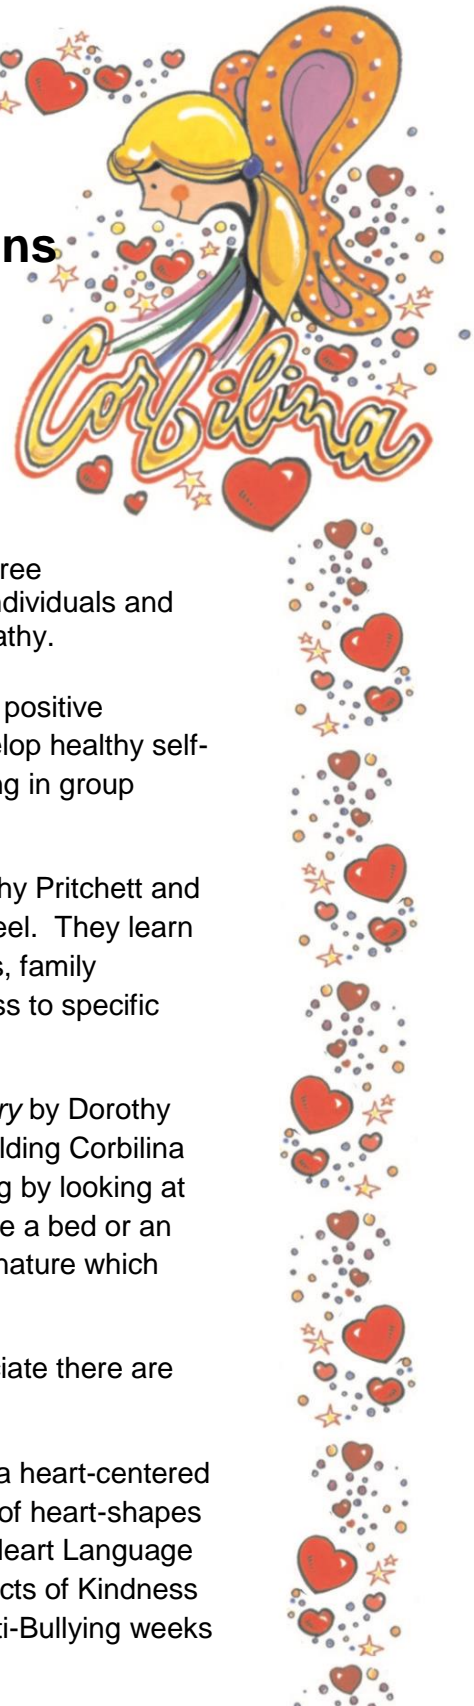 ns
Corbilina
ree
ndividuals and
athy.
positive
elop healthy self-
ng in group
hy Pritchett and
eel. They learn
s, family
ss to specific
ry by Dorothy
lding Corbilina
g by looking at
e a bed or an
nature which
ciate there are
a heart-centered
of heart-shapes
Heart Language
cts of Kindness
ti-Bullying weeks